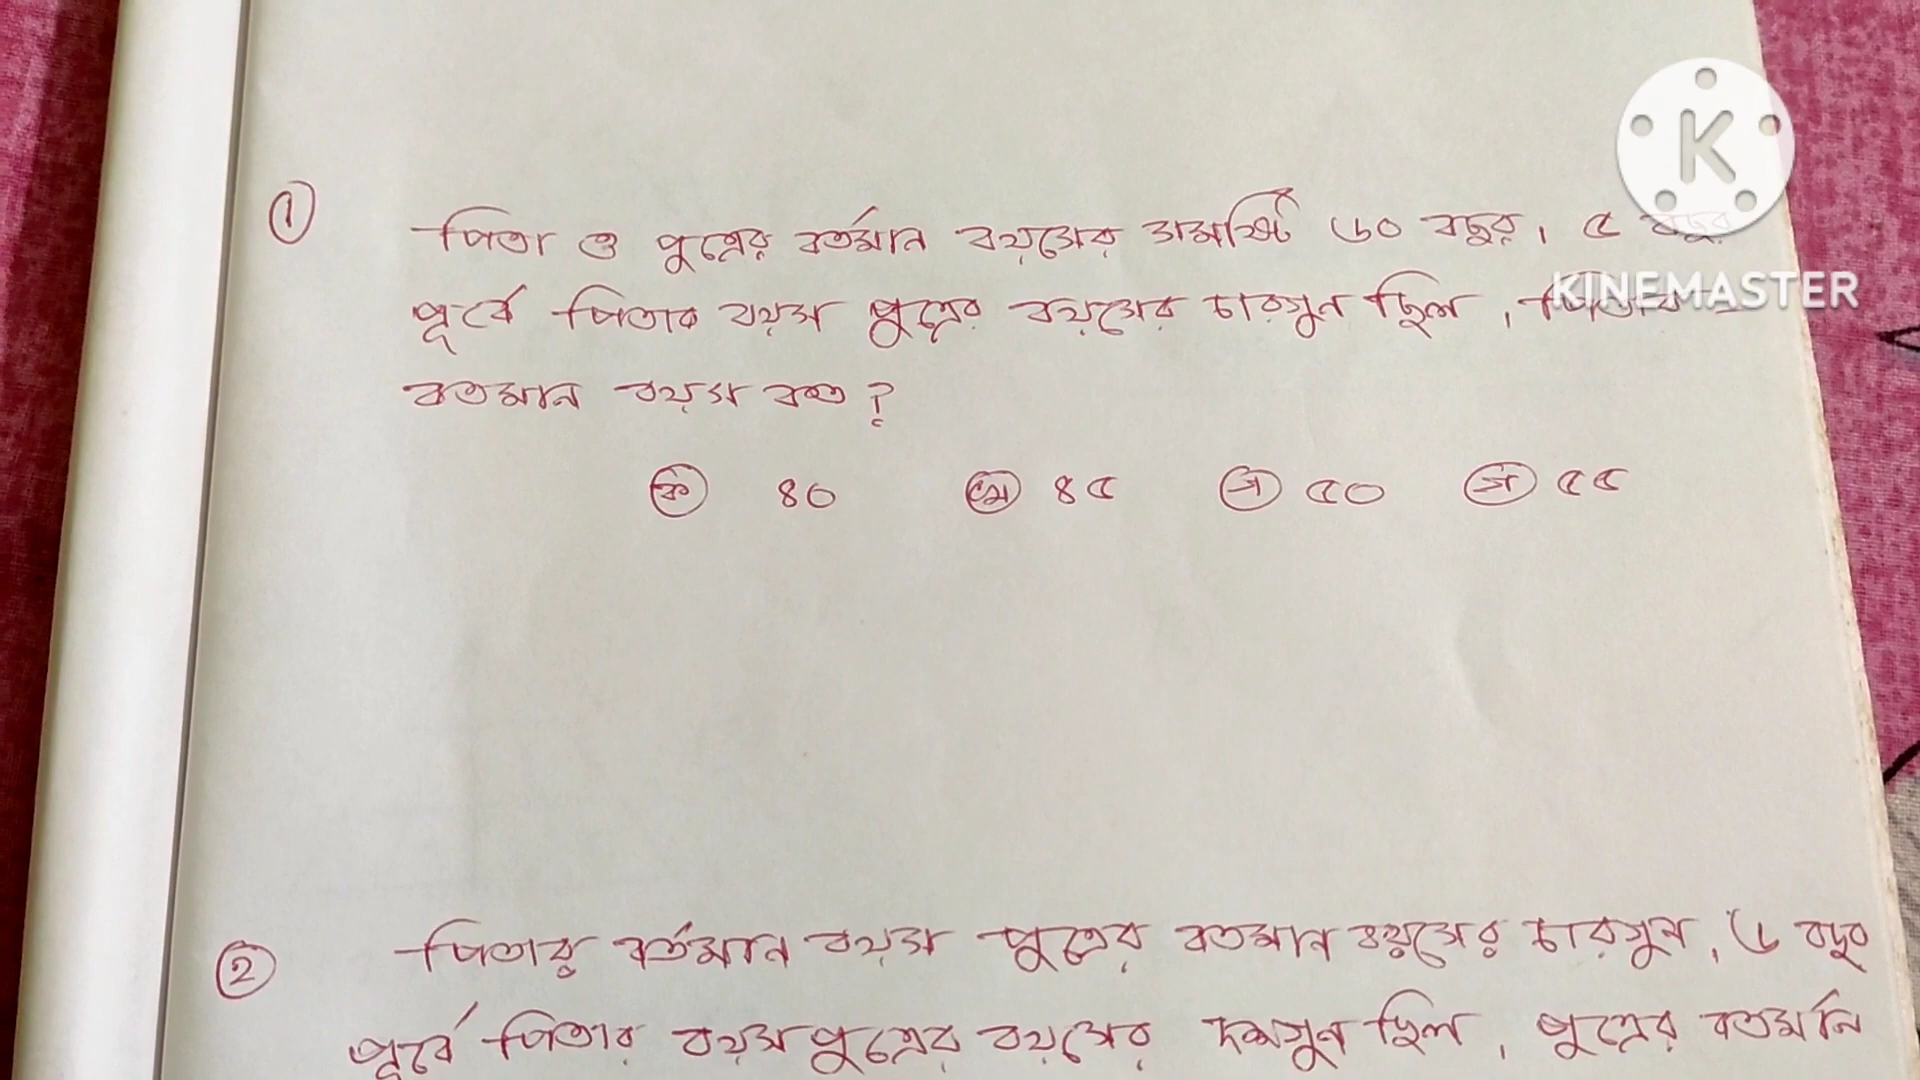 ① পিতা ও পুত্রের বর্তমান বয়সের সমষ্টি ৬০ বছর, ৫ বছর
পূর্বে পিতার বয়স পুত্রের বয়সের চারগুন ছিল, পিতার
বর্তমান বয়স কত?
ক ৪০ খ ৪৫ গ ৫০ ঘ ৫৫
② পিতার বর্তমান বয়স পুত্রের বর্তমান বয়সের চারগুন, ৬ বছর
পূর্বে পিতার বয়স পুত্রের বয়সের দশগুন ছিল, পুত্রের বর্তমান
K
KINEMASTER